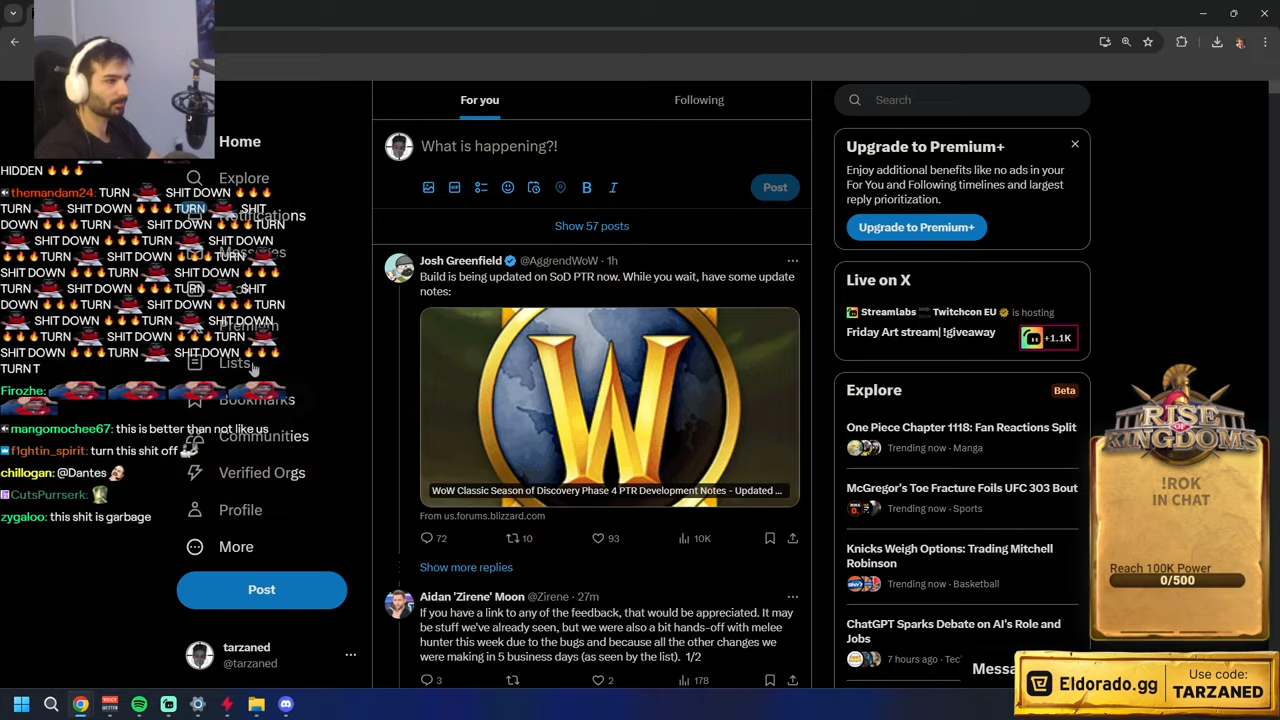 For you
Following
Search
What is happening?!
Post
Show 57 posts
Home
Explore
Notifications
Lists
Bookmarks
Communities
Verified Orgs
Profile
More
Post
tarzaned
@tarzaned
HIDDEN 🔥🔥🔥
themandam24: TURN SHIT DOWN 🔥🔥🔥
TURN SHIT DOWN 🔥🔥🔥TURN SHIT
DOWN 🔥🔥🔥TURN SHIT DOWN 🔥🔥🔥TURN
SHIT DOWN 🔥🔥🔥TURN SHIT DOWN
🔥🔥🔥TURN SHIT DOWN 🔥🔥🔥TURN
SHIT DOWN 🔥🔥🔥TURN SHIT DOWN 🔥🔥🔥
TURN SHIT DOWN 🔥🔥🔥TURN SHIT
DOWN 🔥🔥🔥TURN SHIT DOWN 🔥🔥🔥TURN
SHIT DOWN 🔥🔥🔥TURN SHIT DOWN
🔥🔥🔥TURN SHIT DOWN 🔥🔥🔥TURN
SHIT DOWN 🔥🔥🔥TURN SHIT DOWN 🔥🔥🔥
TURN T
Firozhe:
mangomochee67: this is better than not like us
f1ghtin_spirit: turn this shit off
chillogan: @Dantes
CutsPurrserk:
zygaloo: this shit is garbage
Josh Greenfield @AggrendWoW · 1h
Build is being updated on SoD PTR now. While you wait, have some update
notes:
WoW Classic Season of Discovery Phase 4 PTR Development Notes - Updated ...
From us.forums.blizzard.com
72 10 93 10K
Show more replies
Aidan 'Zirene' Moon @Zirene · 27m
If you have a link to any of the feedback, that would be appreciated. It may
be stuff we've already seen, but we were also a bit hands-off with melee
hunter this week due to the bugs and because all the other changes we
were making in 5 business days (as seen by the list). 1/2
3 2 178
Upgrade to Premium+
Enjoy additional benefits like no ads in your
For You and Following timelines and largest
reply prioritization.
Upgrade to Premium+
Live on X
Streamlabs Twitchcon EU is hosting
Friday Art stream| !giveaway
+1.1K
Explore
Beta
One Piece Chapter 1118: Fan Reactions Split
Trending now · Manga
McGregor's Toe Fracture Foils UFC 303 Bout
Trending now · Sports
Knicks Weigh Options: Trading Mitchell
Robinson
Trending now · Basketball
ChatGPT Sparks Debate on AI's Role and
Jobs
7 hours ago · Tec
Messa
RISE
OF
KINGDOMS
!ROK
IN CHAT
Reach 100K Power
0/500
Eldorado.gg
Use code:
TARZANED